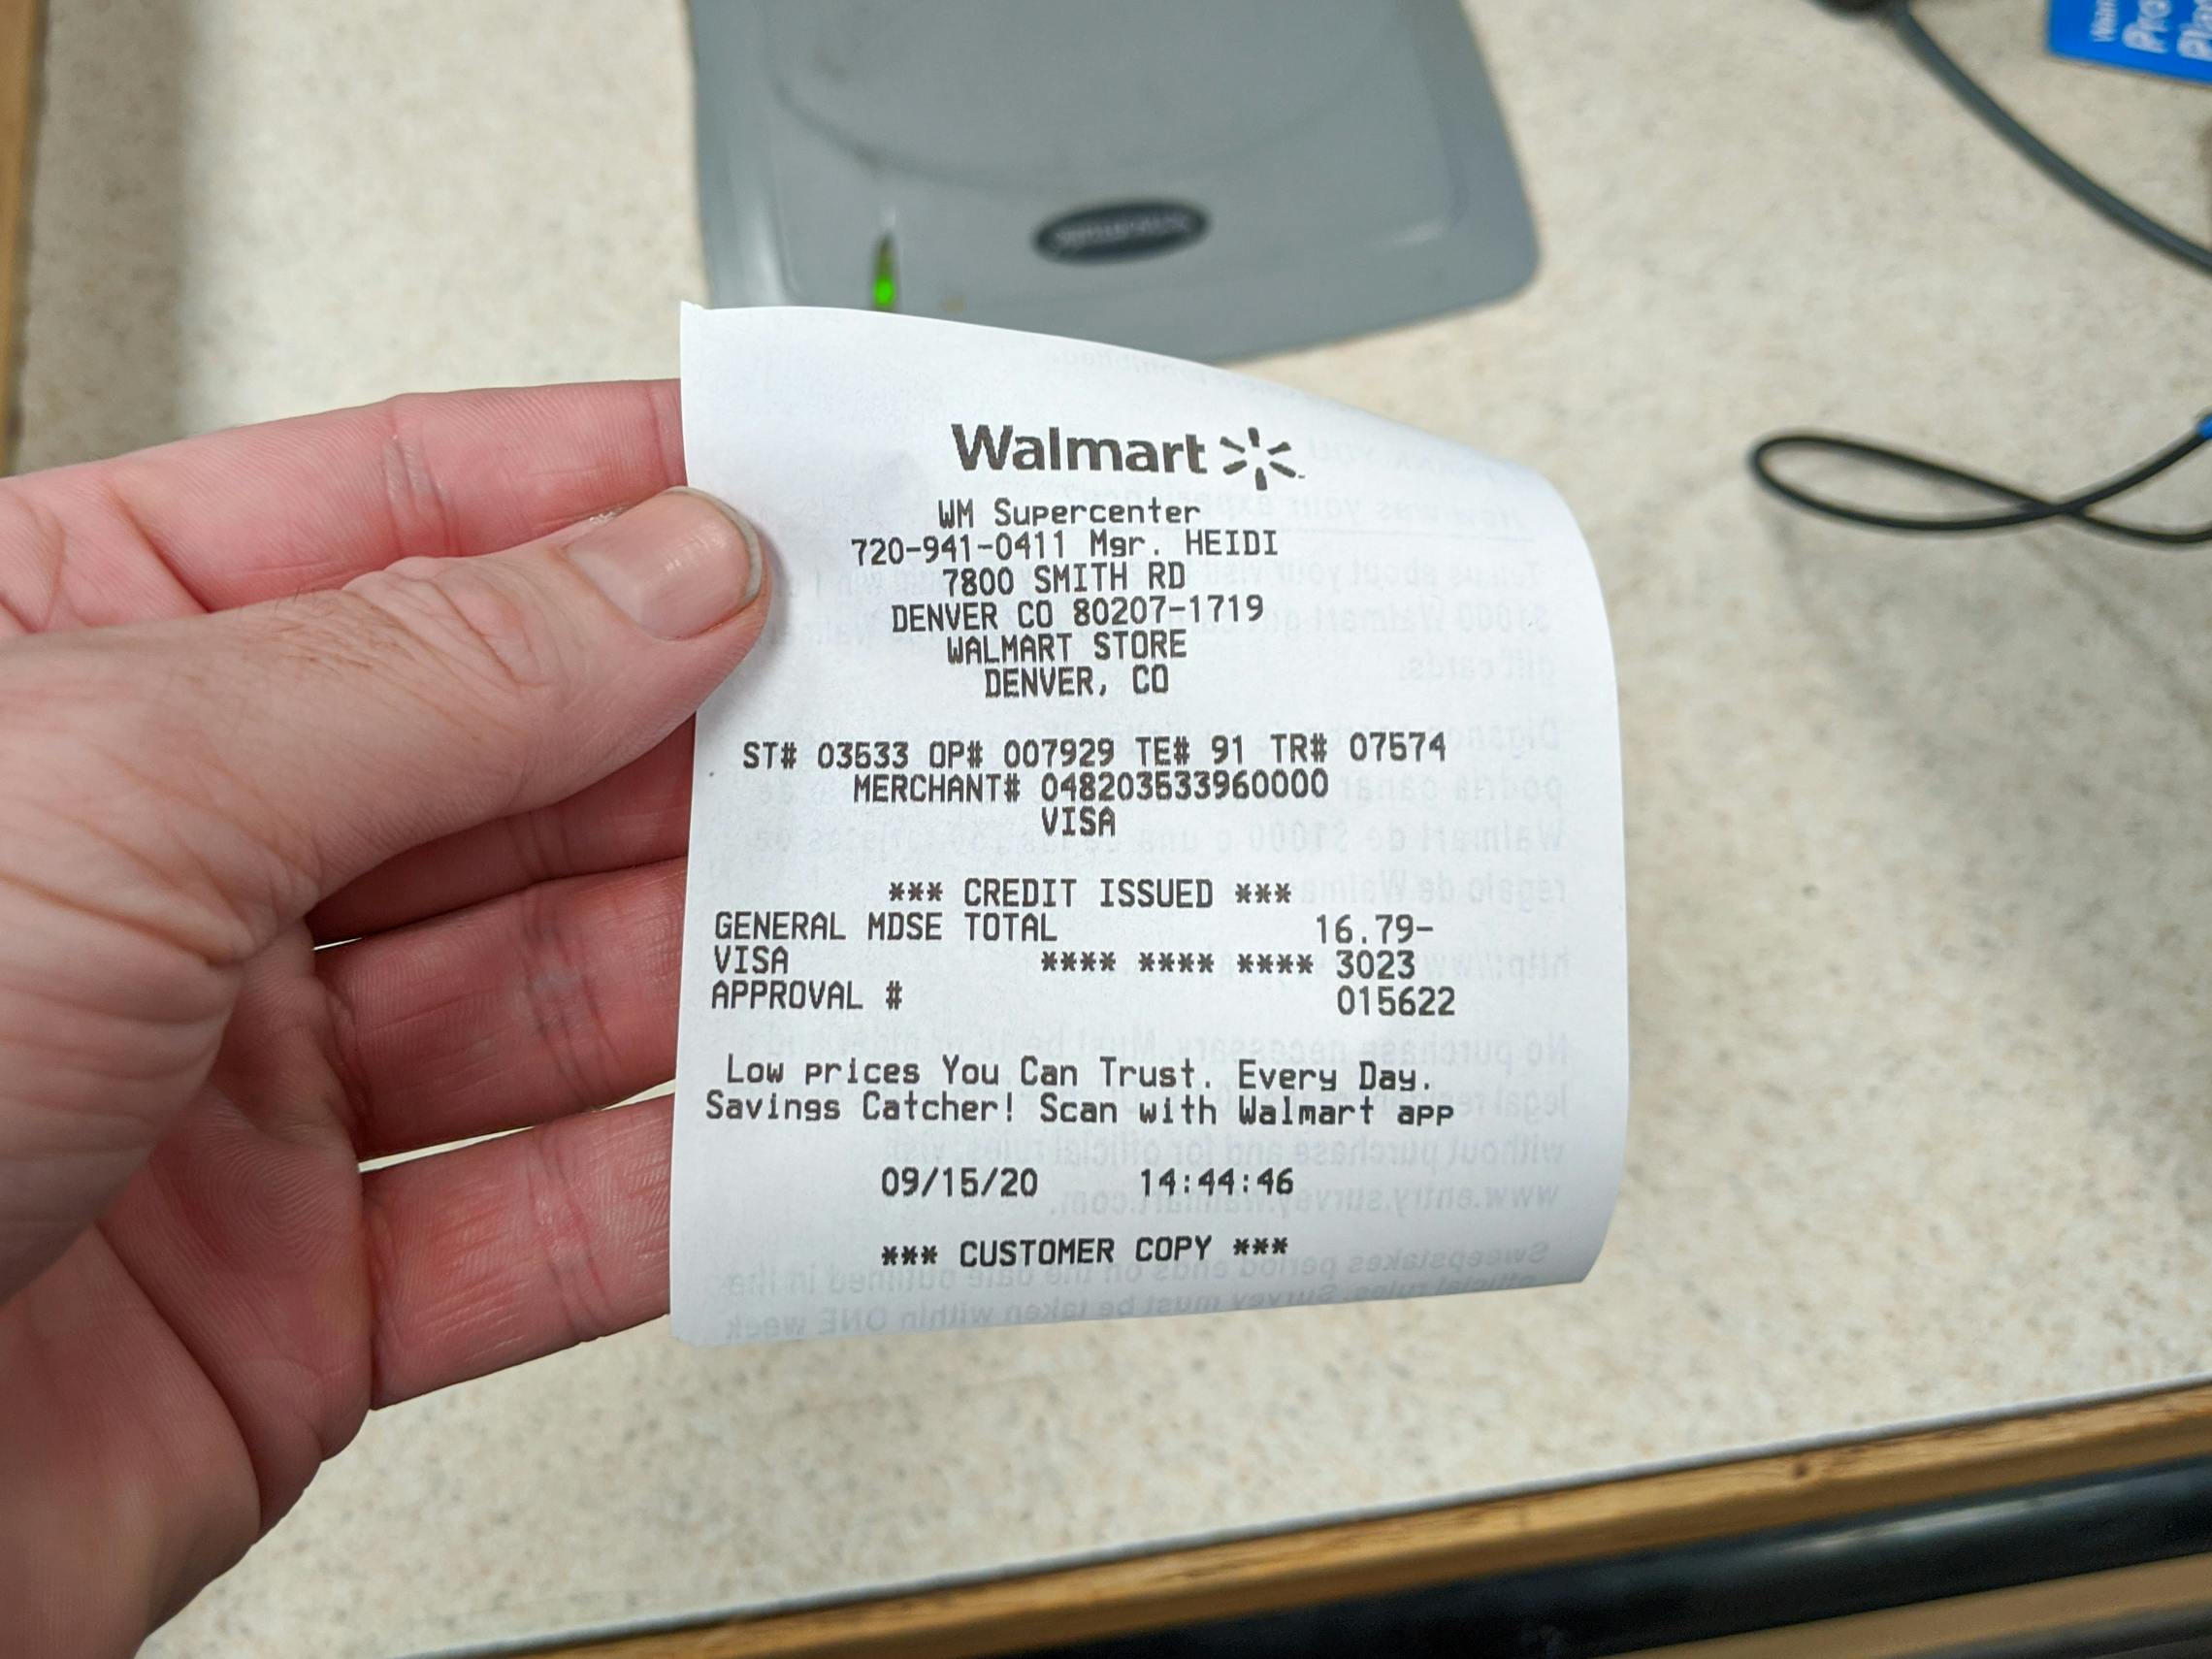 Walmart
WM Supercenter
720-941-0411 Mgr. HEIDI
7800 SMITH RD
DENVER CO 80207-1719
WALMART STORE
DENVER, CO
ST# 03533 OP# 007929 TE# 91 TR# 07574
MERCHANT# 048203533960000
VISA
*** CREDIT ISSUED ***
GENERAL MDSE TOTAL 16.79-
VISA **** **** **** 3023
APPROVAL # 015622
Low prices You Can Trust. Every Day.
Savings Catcher! Scan with Walmart app
09/15/20 14:44:46
*** CUSTOMER COPY ***